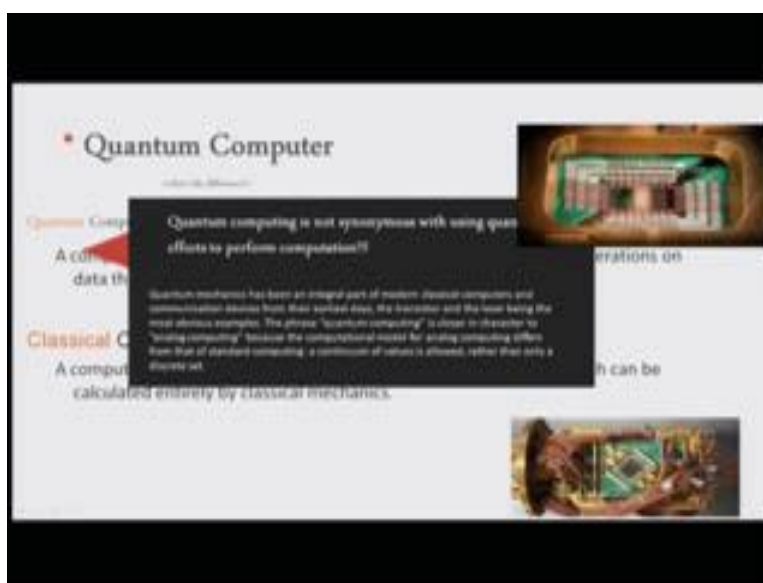 Quantum Computer
Quantum
Quantum computing is not synonymous with using
efforts to perform computation!!
erations on
data
Quantum mechanics has been an integral part of modern classical computers and
communication devices from their earliest days, the transistor and the laser being the
most obvious examples. The phrase "quantum computing" is closer in character to
"analog computing" because the computational model for analog computing differs
from that of standard computing: a continuum of values is allowed, rather than only a
discrete set.
Classical
A comput
h can be
calculated entirely by classical mechanics.